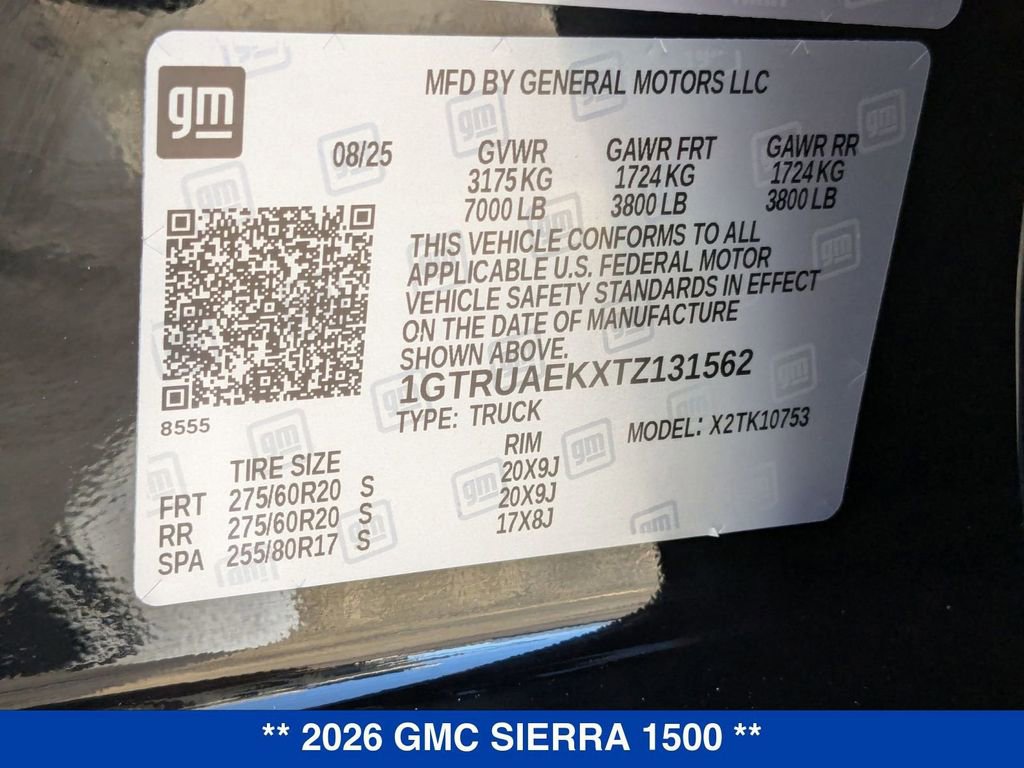 gm
MFD BY GENERAL MOTORS LLC
08/25 GVWR GAWR FRT GAWR RR
3175 KG 1724 KG 1724 KG
7000 LB 3800 LB 3800 LB
THIS VEHICLE CONFORMS TO ALL
APPLICABLE U.S. FEDERAL MOTOR
VEHICLE SAFETY STANDARDS IN EFFECT
ON THE DATE OF MANUFACTURE
SHOWN ABOVE.
1GTRUAEKXTZ131562
8555
TYPE: TRUCK MODEL: X2TK10753
TIRE SIZE RIM
FRT 275/60R20 S 20X9J
RR 275/60R20 S 20X9J
SPA 255/80R17 S 17X8J
** 2026 GMC SIERRA 1500 **